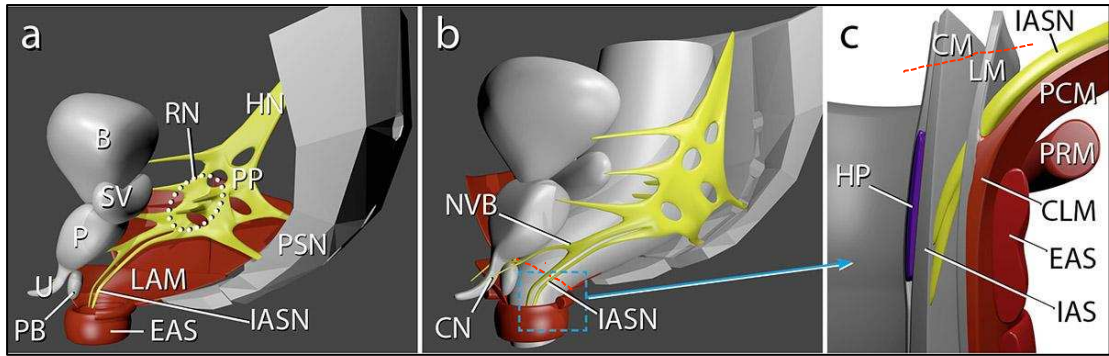 a
HN
RN
B
PP
SV
P
PSN
U
LAM
PB
EAS
IASN
b
NVB
CN
IASN
c
IASN
CM
LM
PCM
PRM
HP
CLM
EAS
IAS